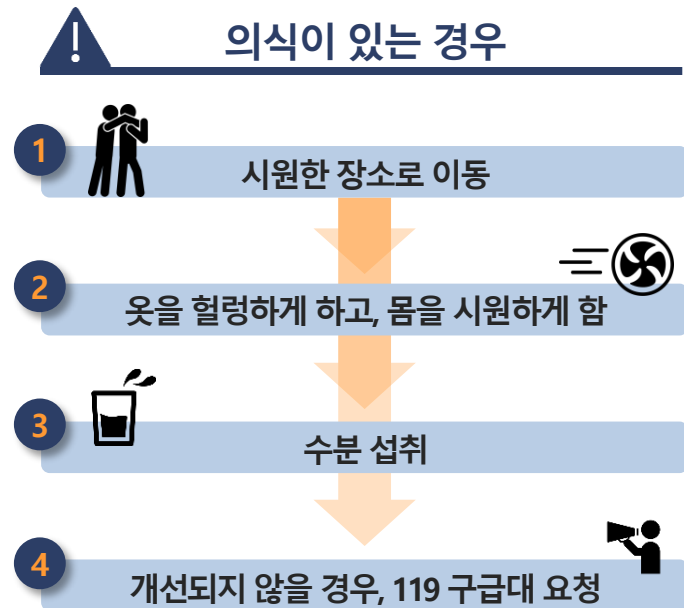 의식이 있는 경우
1
시원한 장소로 이동
2
옷을 헐렁하게 하고, 몸을 시원하게 함
3
수분 섭취
4
개선되지 않을 경우, 119 구급대 요청